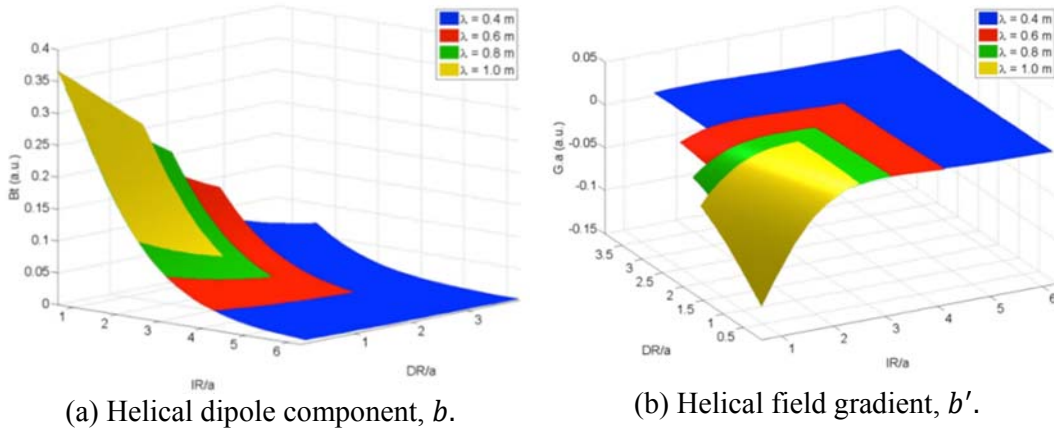 λ = 0.4 m
λ = 0.6 m
λ = 0.8 m
λ = 1.0 m
0.4
0.35
0.3
0.25
0.2
0.15
0.1
0.05
0
Bt (a.u.)
1
2
3
4
5
6
IR/a
1
2
3
DR/a
(a) Helical dipole component, b.
λ = 0.4 m
λ = 0.6 m
λ = 0.8 m
λ = 1.0 m
0.05
0
-0.05
-0.1
-0.15
G.a (a.u.)
3.5
3
2.5
2
1.5
1
0.5
DR/a
1
2
3
4
5
6
IR/a
(b) Helical field gradient, b′.